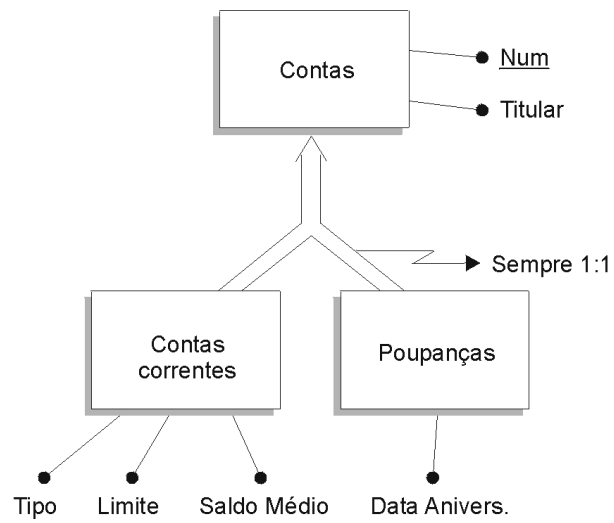 Contas
Num
Titular
Sempre 1:1
Contas
correntes
Poupanças
Tipo
Limite
Saldo Médio
Data Anivers.